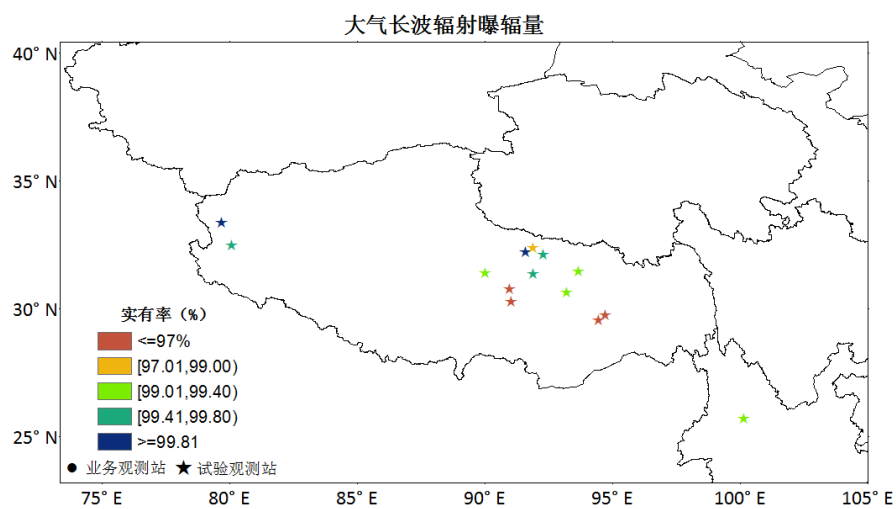 大气长波辐射曝辐量
40° N
35° N
30° N
25° N
实有率（%）
<=97%
[97.01,99.00)
[99.01,99.40)
[99.41,99.80)
>=99.81
业务观测站 试验观测站
75° E 80° E 85° E 90° E 95° E 100° E 105° E